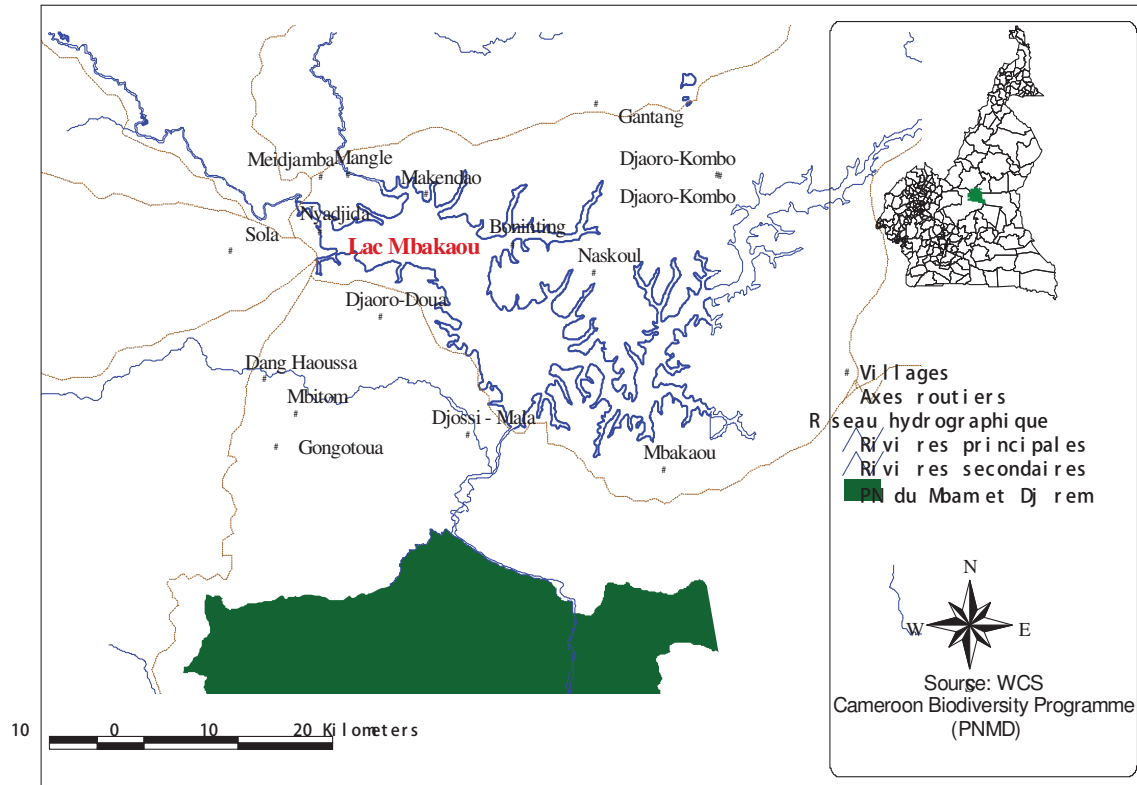 Gantang
Meidjamba
Mangle
Djaoro-Kombo
Makendao
Djaoro-Kombo
Nyadjida
Boninting
Sola
Lac Mbakaou
Naskoul
Djaoro-Doua
Dang Haoussa
Mbitom
Djossi - Mala
Gongotoua
Mbakaou
Villages
Axes routiers
R seau hydrographique
Rivi res principales
Rivi res secondaires
PN du Mbam et Dj rem
N
W
E
S
Sourse: WCS
Cameroon Biodiversity Programme
(PNMD)
10 0 10 20 Kilometers